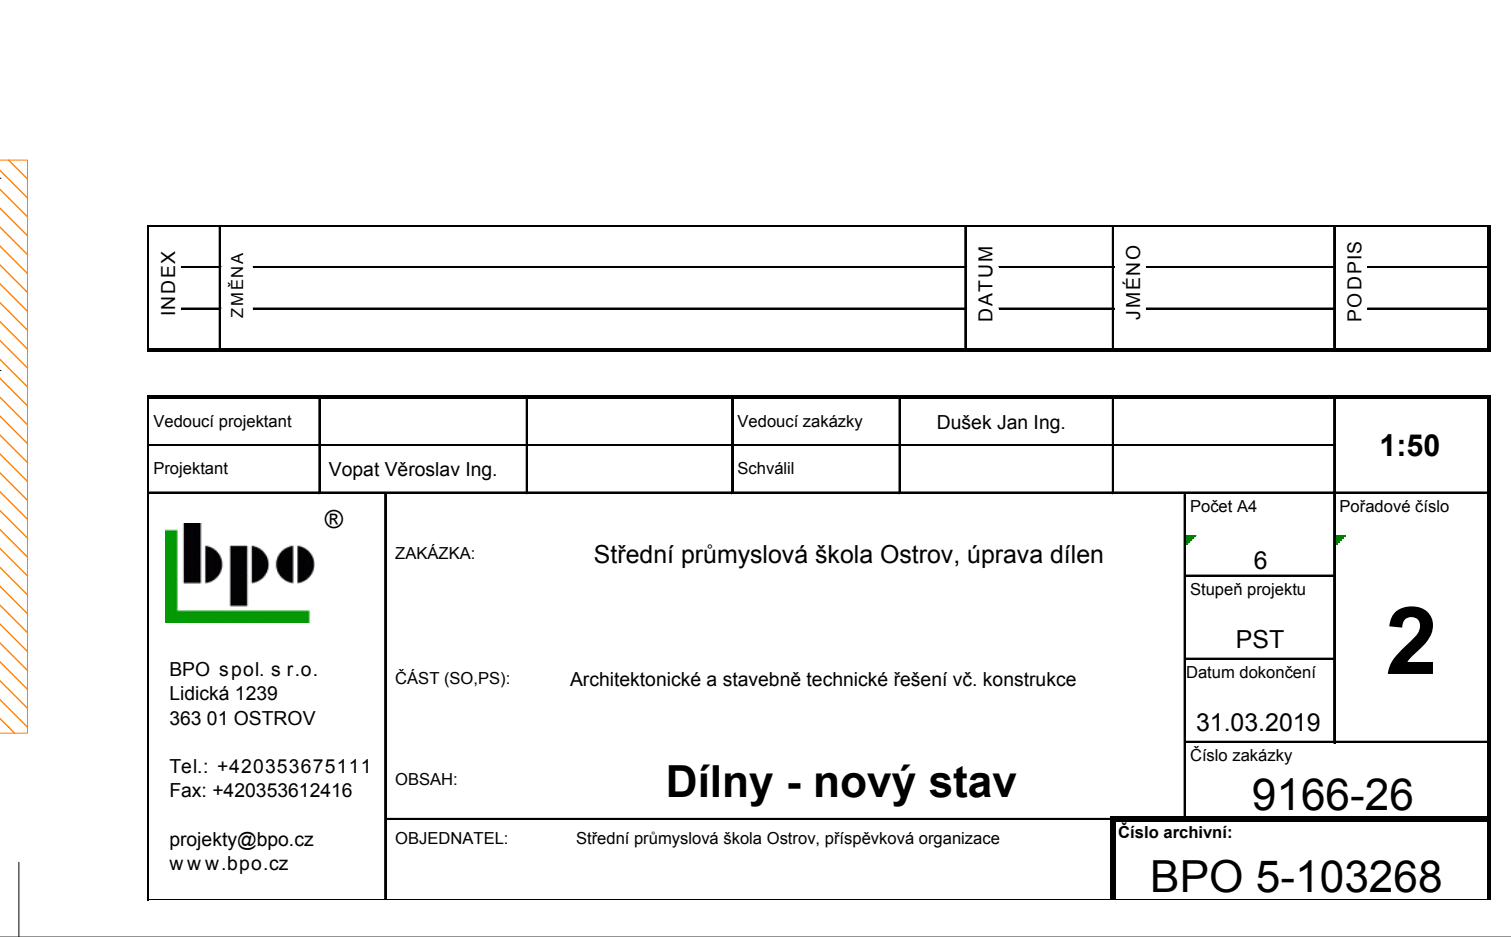 INDEX
ZMĚNA
DATUM
JMÉNO
PODPIS
Vedoucí projektant
Vedoucí zakázky
Dušek Jan Ing.
1:50
Projektant
Vopat Věroslav Ing.
Schválil
bpo ®
BPO spol. s r.o.
Lidická 1239
363 01 OSTROV
Tel.: +420353675111
Fax: +420353612416
projekty@bpo.cz
www.bpo.cz
ZAKÁZKA:
Střední průmyslová škola Ostrov, úprava dílen
ČÁST (SO,PS):
Architektonické a stavebně technické řešení vč. konstrukce
OBSAH:
Dílny - nový stav
OBJEDNATEL:
Střední průmyslová škola Ostrov, příspěvková organizace
Počet A4
6
Stupeň projektu
PST
Datum dokončení
31.03.2019
Pořadové číslo
2
Číslo zakázky
9166-26
Číslo archivní:
BPO 5-103268